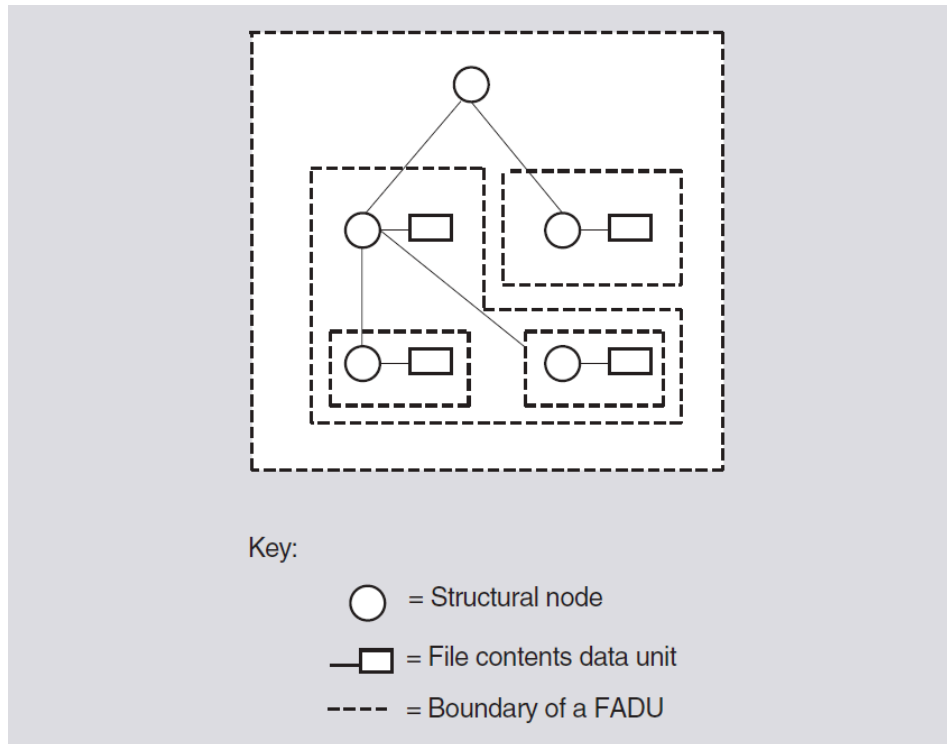 Key:
= Structural node
= File contents data unit
= Boundary of a FADU